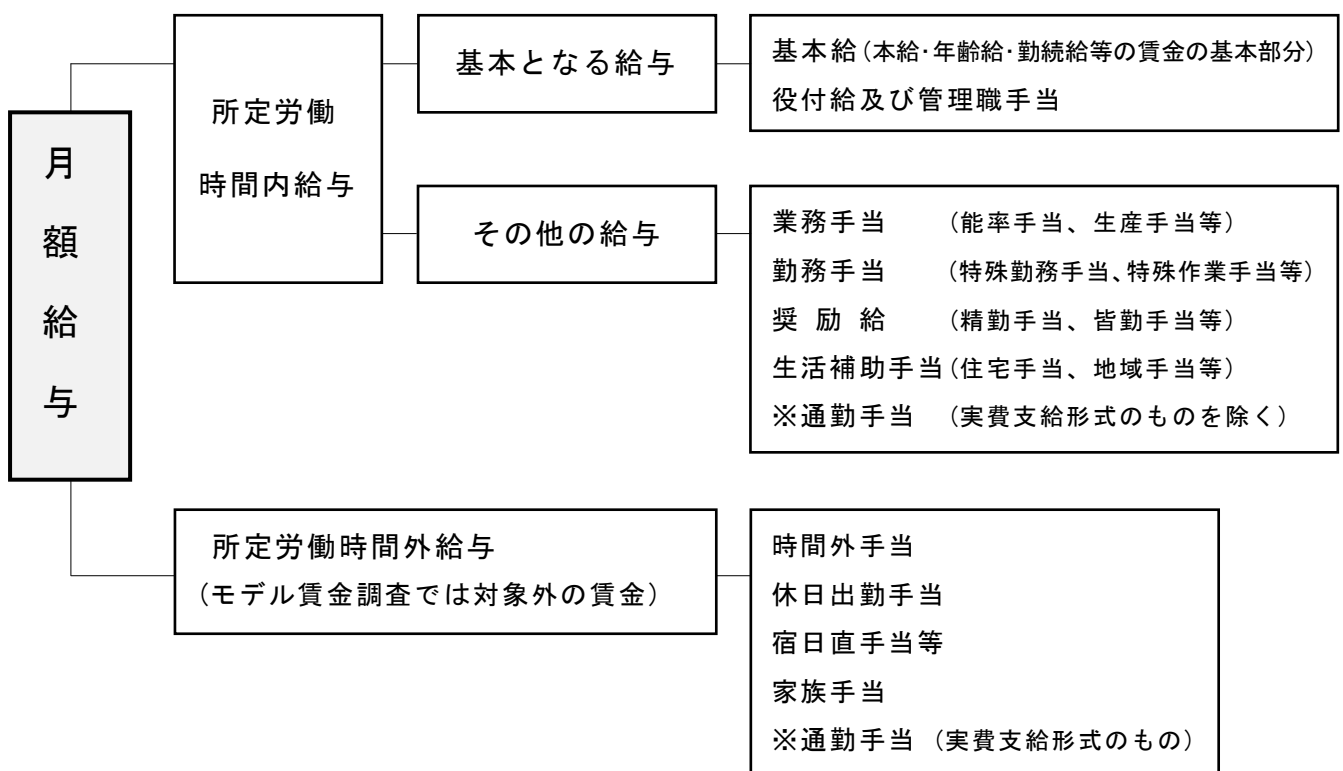 月額給与
所定労働
時間内給与
基本となる給与
基本給(本給･年齢給･勤続給等の賃金の基本部分)
役付給及び管理職手当
その他の給与
業務手当 (能率手当、生産手当等)
勤務手当 (特殊勤務手当、特殊作業手当等)
奨励給 (精勤手当、皆勤手当等)
生活補助手当(住宅手当、地域手当等)
※通勤手当 (実費支給形式のものを除く)
所定労働時間外給与
(モデル賃金調査では対象外の賃金)
時間外手当
休日出勤手当
宿日直手当等
家族手当
※通勤手当 (実費支給形式のもの)